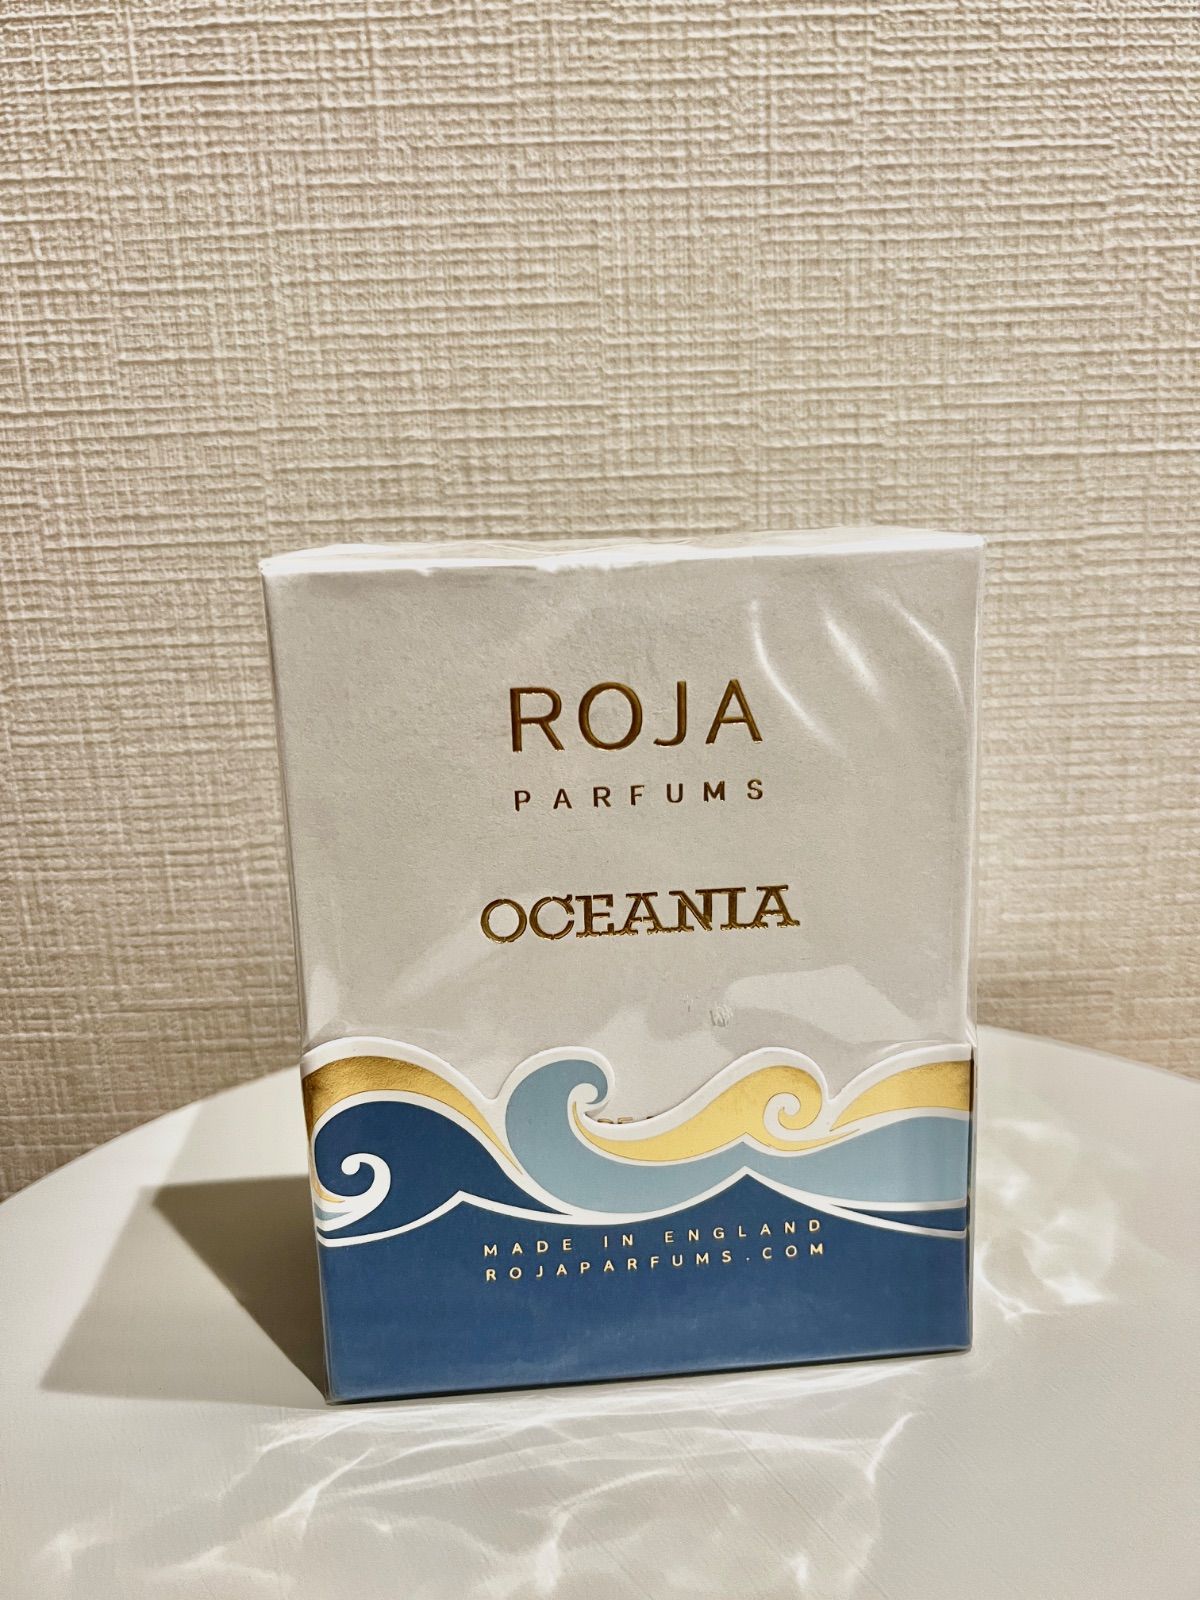 ROJA
PARFUMS
OCEANIA
MADE IN ENGLAND
ROJAPARFUMS.COM